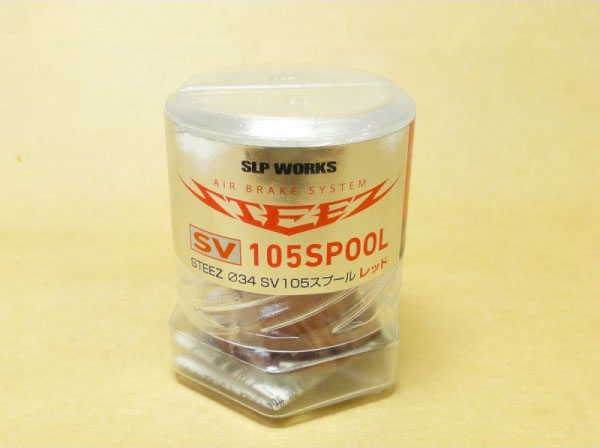 SLP WORKS
AIR BRAKE SYSTEM
STEEZ
SV 105SPOOL
STEEZ Ø34 SV105スプール レッド